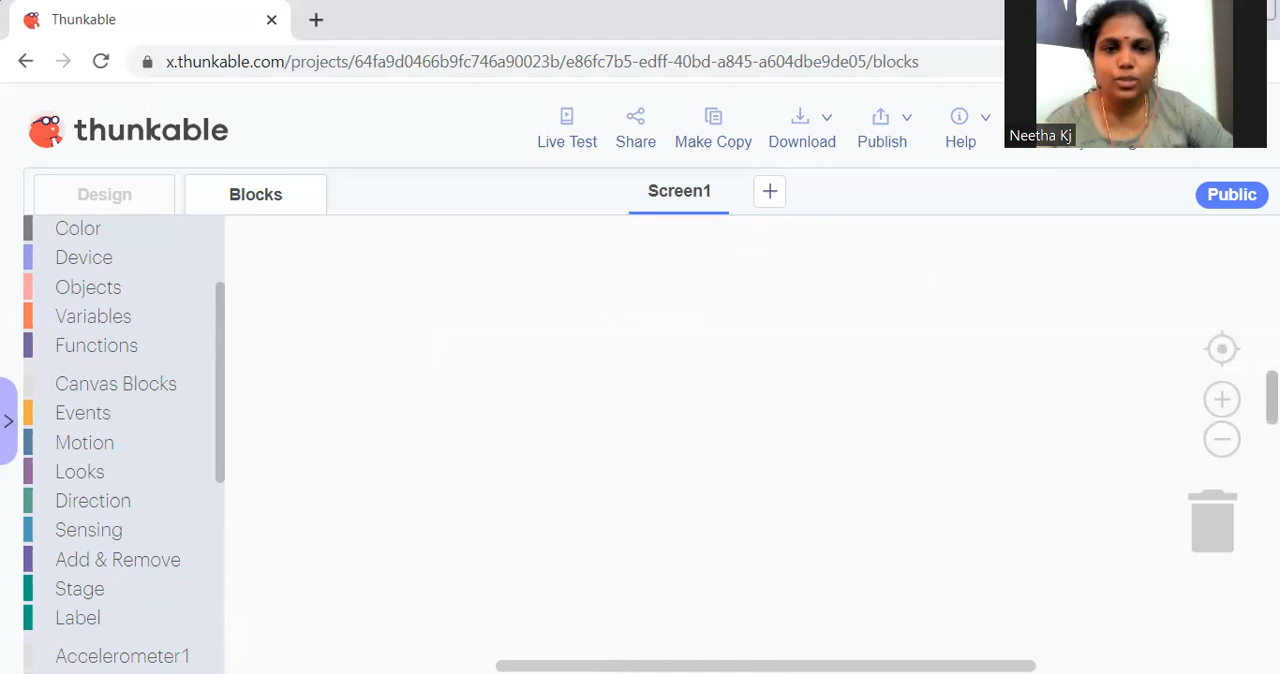 Thunkable
x.thunkable.com/projects/64fa9d04f6b9fc746a90023b/e86fc7b5-edff-40bd-a845-a604dbe9de05/blocks
Neetha Kj
thunkable
Live Test
Share
Make Copy
Download
Publish
Help
Design
Blocks
Screen1
Public
Color
Device
Objects
Variables
Functions
Canvas Blocks
Events
Motion
Looks
Direction
Sensing
Add & Remove
Stage
Label
Accelerometer1